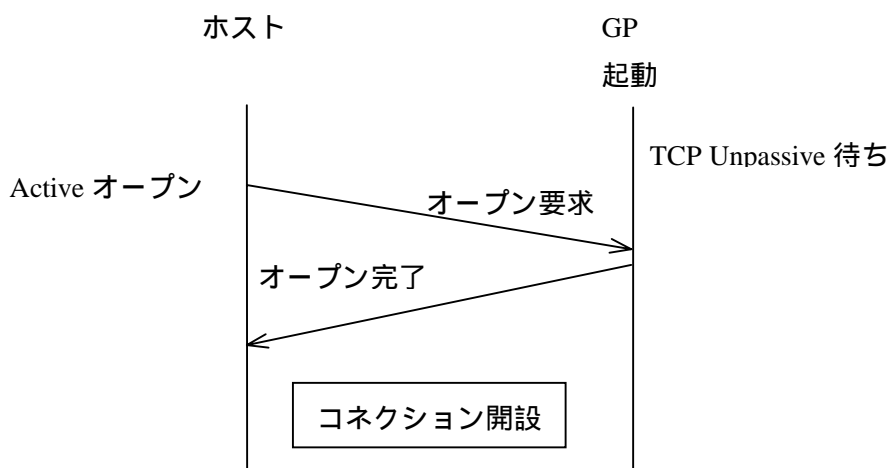 ホスト
GP
起動
TCP Unpassive 待ち
Active オープン
オープン要求
オープン完了
コネクション開設